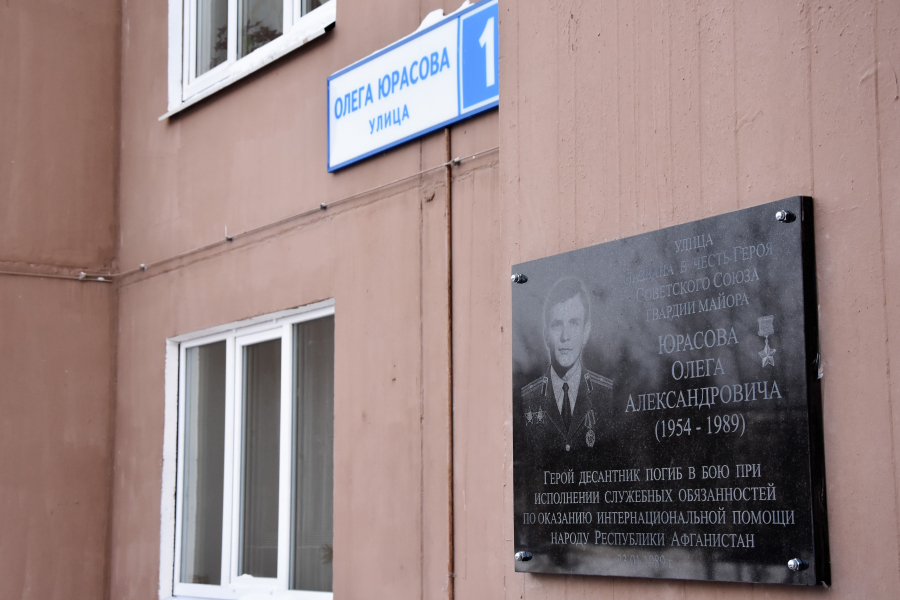 ОЛЕГА ЮРАСОВА
УЛИЦА
1
УЛИЦА
В ЧЕСТЬ ГЕРОЯ
СОВЕТСКОГО СОЮЗА
ГВАРДИИ МАЙОРА
ЮРАСОВА
ОЛЕГА
АЛЕКСАНДРОВИЧА
(1954 - 1989)
ГЕРОЙ ДЕСАНТНИК ПОГИБ В БОЮ ПРИ
ИСПОЛНЕНИИ СЛУЖЕБНЫХ ОБЯЗАННОСТЕЙ
ПО ОКАЗАНИЮ ИНТЕРНАЦИОНАЛЬНОЙ ПОМОЩИ
НАРОДУ РЕСПУБЛИКИ АФГАНИСТАН